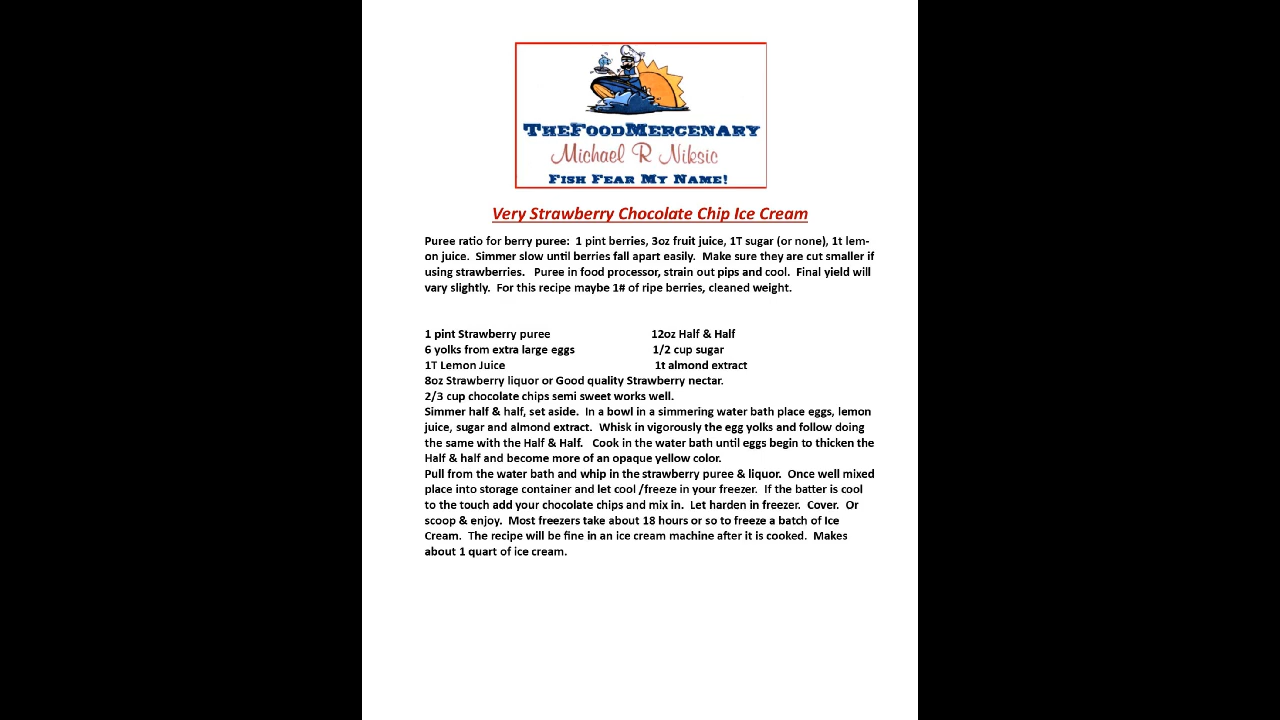 TheFoodMercenary
Michael R Niksic
Fish Fear My Name!
Very Strawberry Chocolate Chip Ice Cream
Puree ratio for berry puree:  1 pint berries, 3oz fruit juice, 1T sugar (or none), 1t lem-
on juice.  Simmer slow until berries fall apart easily.  Make sure they are cut smaller if
using strawberries.   Puree in food processor, strain out pips and cool.  Final yield will
vary slightly.  For this recipe maybe 1# of ripe berries, cleaned weight.
1 pint Strawberry puree 12oz Half & Half
6 yolks from extra large eggs 1/2 cup sugar
1T Lemon Juice 1t almond extract
8oz Strawberry liquor or Good quality Strawberry nectar.
2/3 cup chocolate chips semi sweet works well.
Simmer half & half, set aside.  In a bowl in a simmering water bath place eggs, lemon
juice, sugar and almond extract.  Whisk in vigorously the egg yolks and follow doing
the same with the Half & Half.   Cook in the water bath until eggs begin to thicken the
Half & half and become more of an opaque yellow color.
Pull from the water bath and whip in the strawberry puree & liquor.  Once well mixed
place into storage container and let cool /freeze in your freezer.  If the batter is cool
to the touch add your chocolate chips and mix in.  Let harden in freezer.  Cover.  Or
scoop & enjoy.  Most freezers take about 18 hours or so to freeze a batch of Ice
Cream.  The recipe will be fine in an ice cream machine after it is cooked.  Makes
about 1 quart of ice cream.